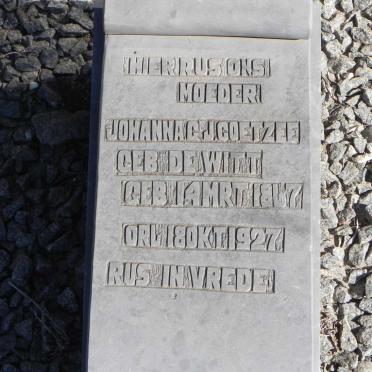 HIER RUS ONS
MOEDER
JOHANNA C.J. COETZEE
GEB. DE WITT
GEB. 14 MRT. 1847.
ORL. 18 OKT. 1927.
RUS IN VREDE.